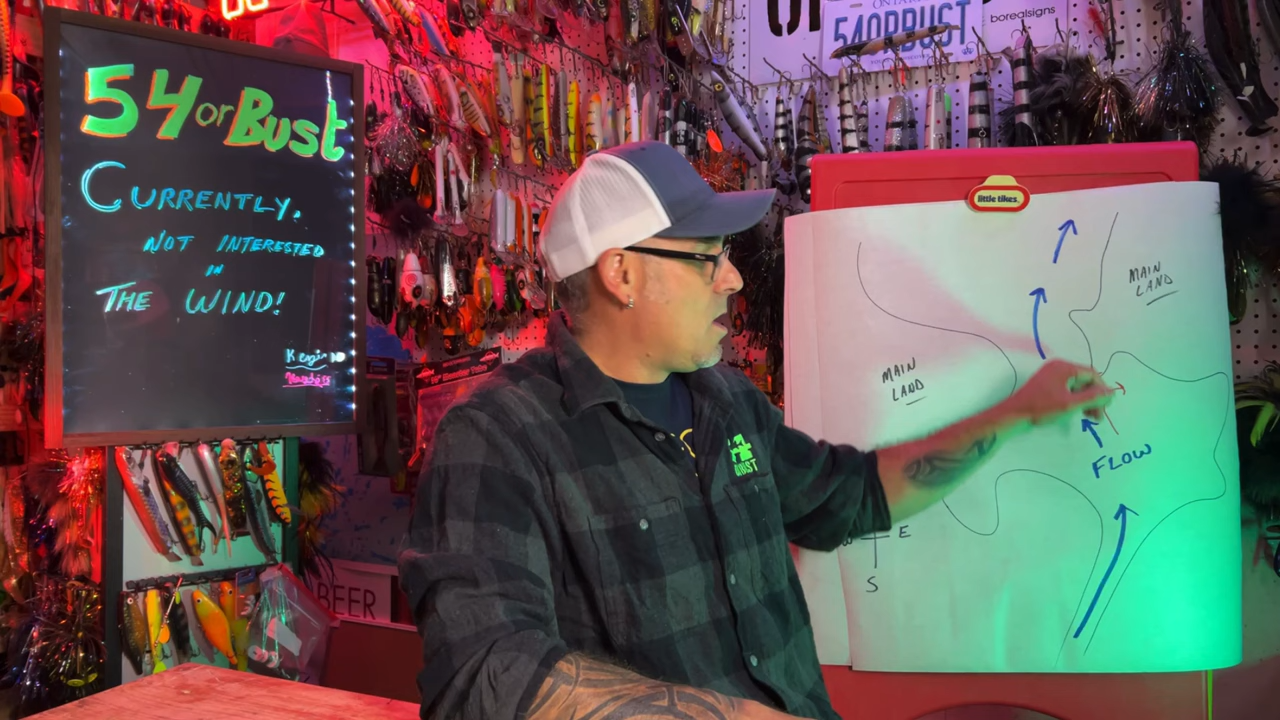 54 or Bust
CURRENTLY,
NOT INTERESTED
IN
THE WIND!
BEER
ONTARIO
54ORBUST
borealsigns
little tikes.
MAIN
LAND
MAIN
LAND
FLOW
E
S